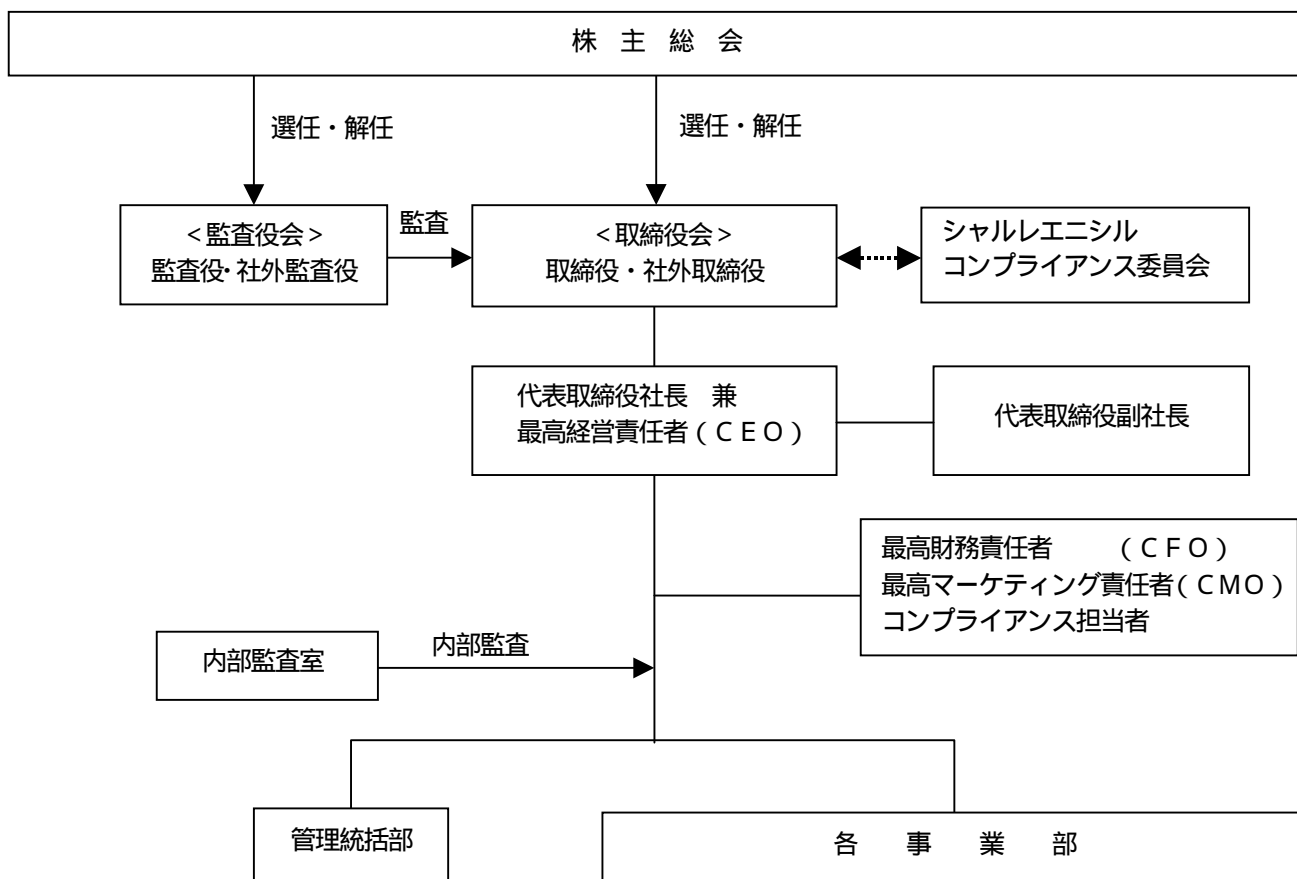 株 主 総 会
選任・解任
選任・解任
<監査役会>
監査役・社外監査役
監査
<取締役会>
取締役・社外取締役
シャルレエニシル
コンプライアンス委員会
代表取締役社長 兼
最高経営責任者(CEO)
代表取締役副社長
最高財務責任者 (CFO)
最高マーケティング責任者(CMO)
コンプライアンス担当者
内部監査室
内部監査
管理統括部
各 事 業 部